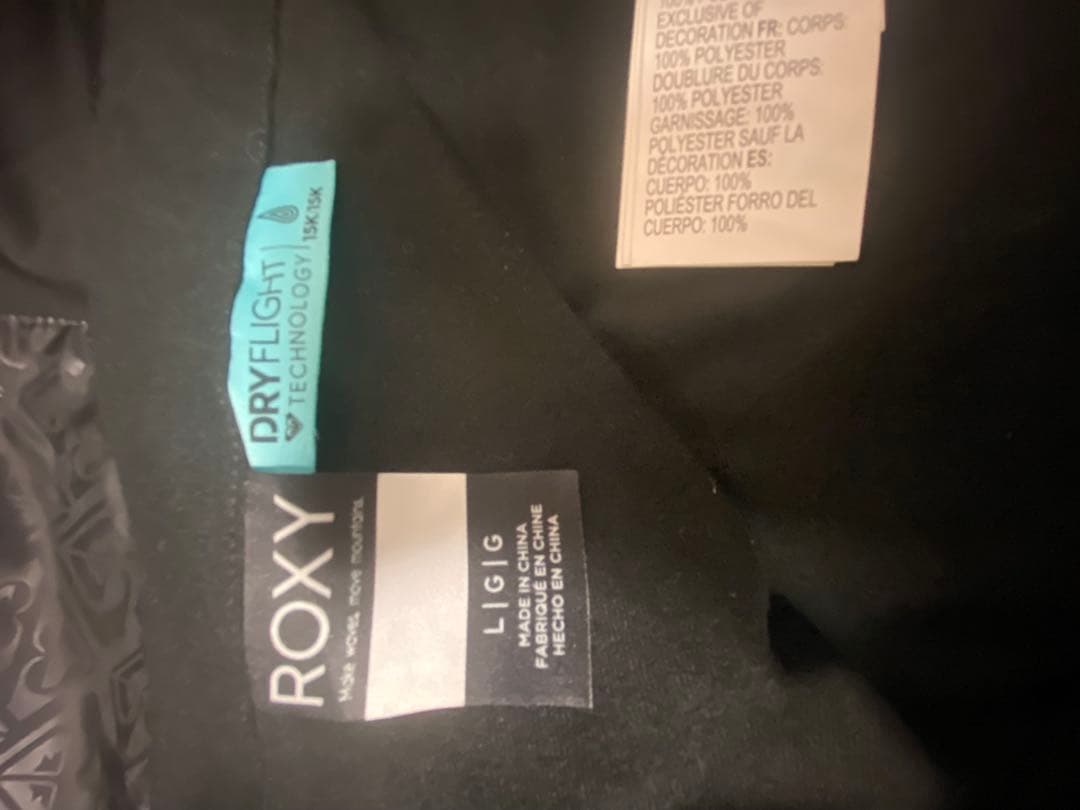 EXCLUSIVE OF
DECORATION FR: CORPS:
100% POLYESTER
DOUBLURE DU CORPS:
100% POLYESTER
GARNISSAGE: 100%
POLYESTER SAUF LA
DÉCORATION ES:
CUERPO: 100%
POLIÉSTER FORRO DEL
CUERPO: 100%
DRYFLIGHT
TECHNOLOGY 15K/15K
ROXY
Make waves, move mountains.
L|G|G
MADE IN CHINA
FABRIQUÉ EN CHINE
HECHO EN CHINA